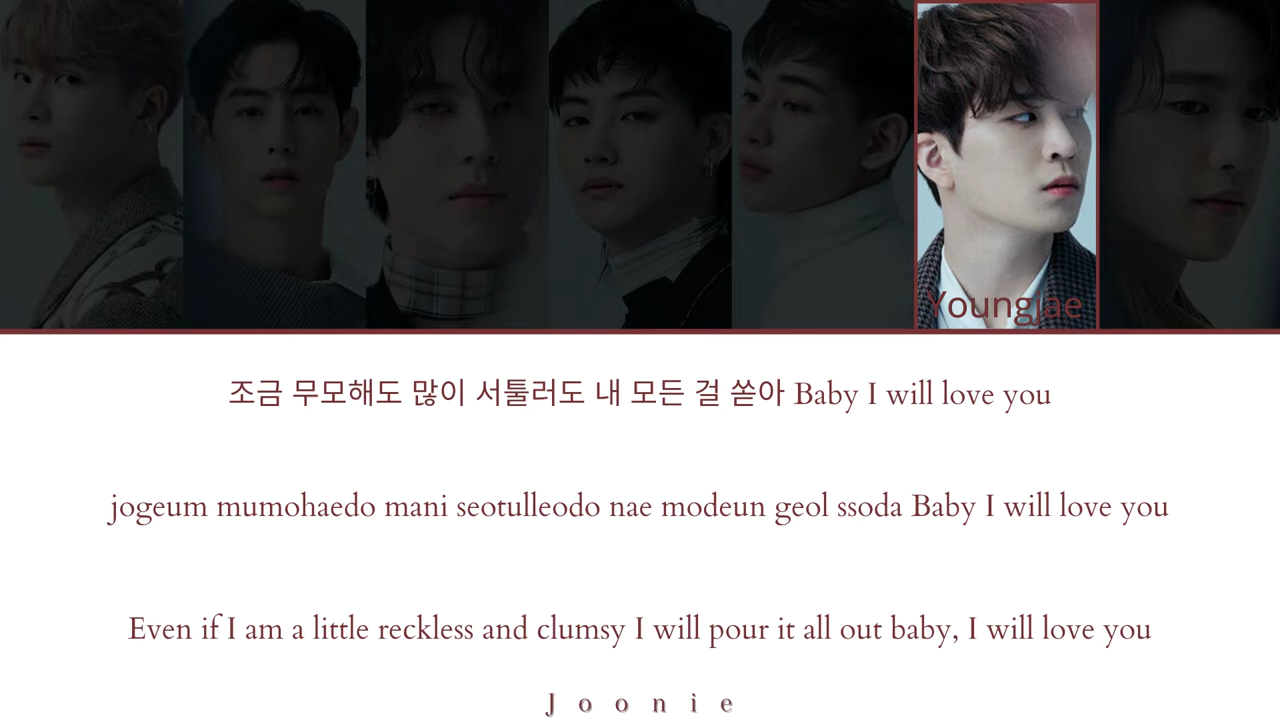 Youngjae
조금 무모해도 많이 서툴러도 내 모든 걸 쏟아 Baby I will love you
jogeum mumohaedo mani seotulleodo nae modeun geol ssoda Baby I will love you
Even if I am a little reckless and clumsy I will pour it all out baby, I will love you
Joonie